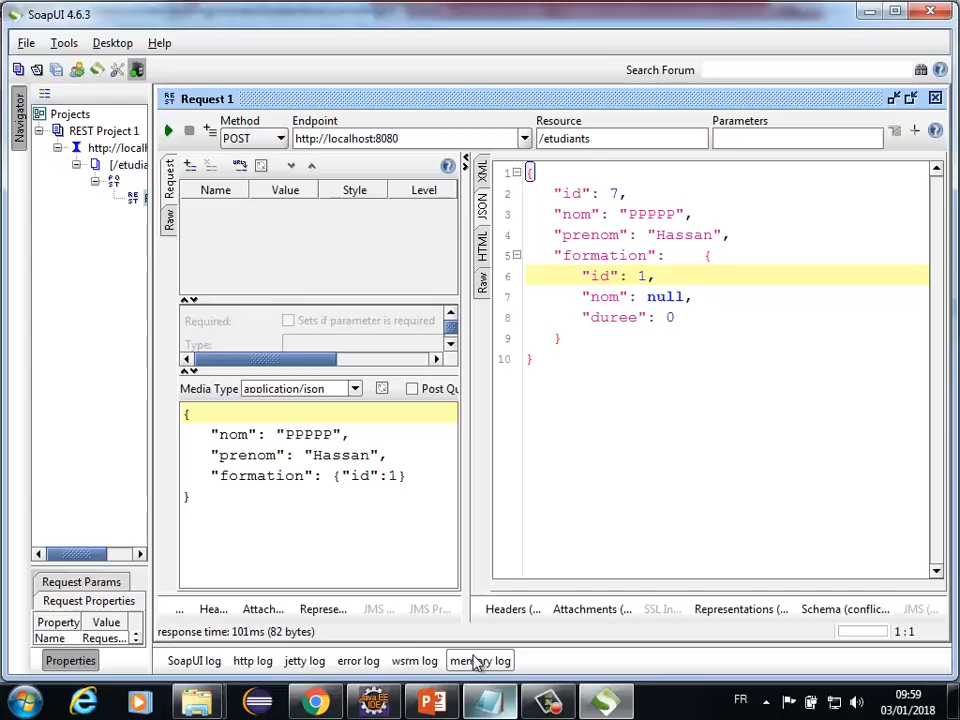 SoapUI 4.6.3
File Tools Desktop Help
Search Forum
Navigator
Projects
REST Project 1
http://localhost
[/etudia
Request 1
Method Endpoint Resource Parameters
POST http://localhost:8080 /etudiants
Request
Raw
Name Value Style Level
Required: Sets if parameter is required
Type:
Media Type application/json Post Qu
{
"nom": "PPPPP",
"prenom": "Hassan",
"formation": {"id":1}
}
XML
JSON
HTML
Raw
1 {
2 "id": 7,
3 "nom": "PPPPP",
4 "prenom": "Hassan",
5 "formation": {
6 "id": 1,
7 "nom": null,
8 "duree": 0
9 }
10 }
... Hea... Attach... Represe... JMS ... JMS Pr...
Headers (... Attachments (... SSL In... Representations (... Schema (conflic... JMS (...
response time: 101ms (82 bytes)
1 : 1
Request Params
Request Properties
Property Value
Name Reques...
Properties
SoapUI log http log jetty log error log wsrm log memory log
FR
09:59
03/01/2018